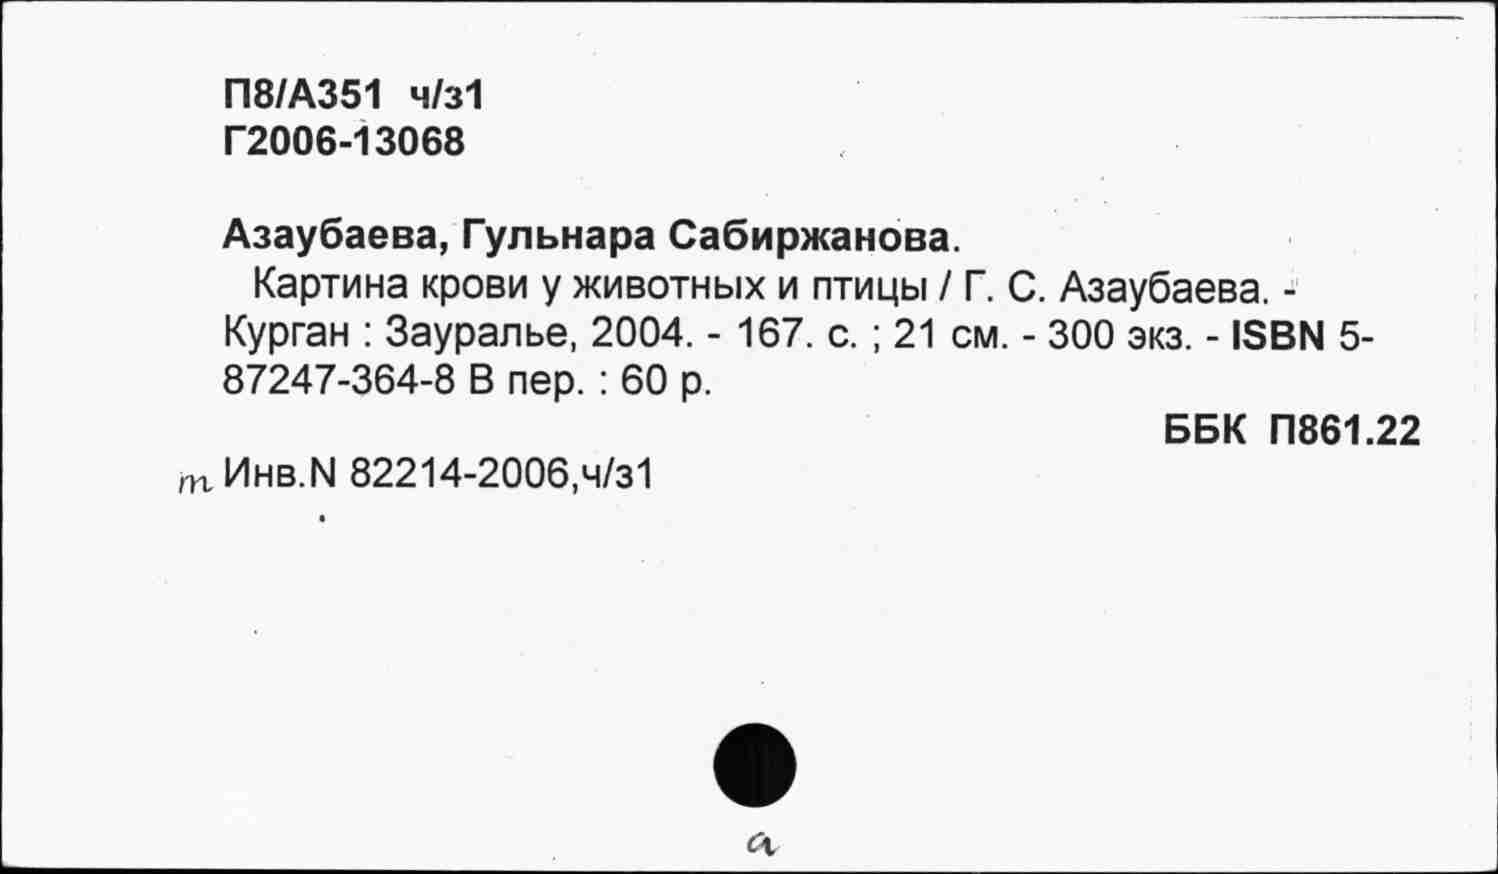 П8/А351 ч/з1
Г2006-13068
Азаубаева, Гульнара Сабиржанова.
Картина крови у животных и птицы / Г. С. Азаубаева. -
Курган : Зауралье, 2004. - 167. с. ; 21 см. - 300 экз. - ISBN 5-
87247-364-8 В пер. : 60 р.
ББК П861.22
т Инв.N 82214-2006,ч/з1
а